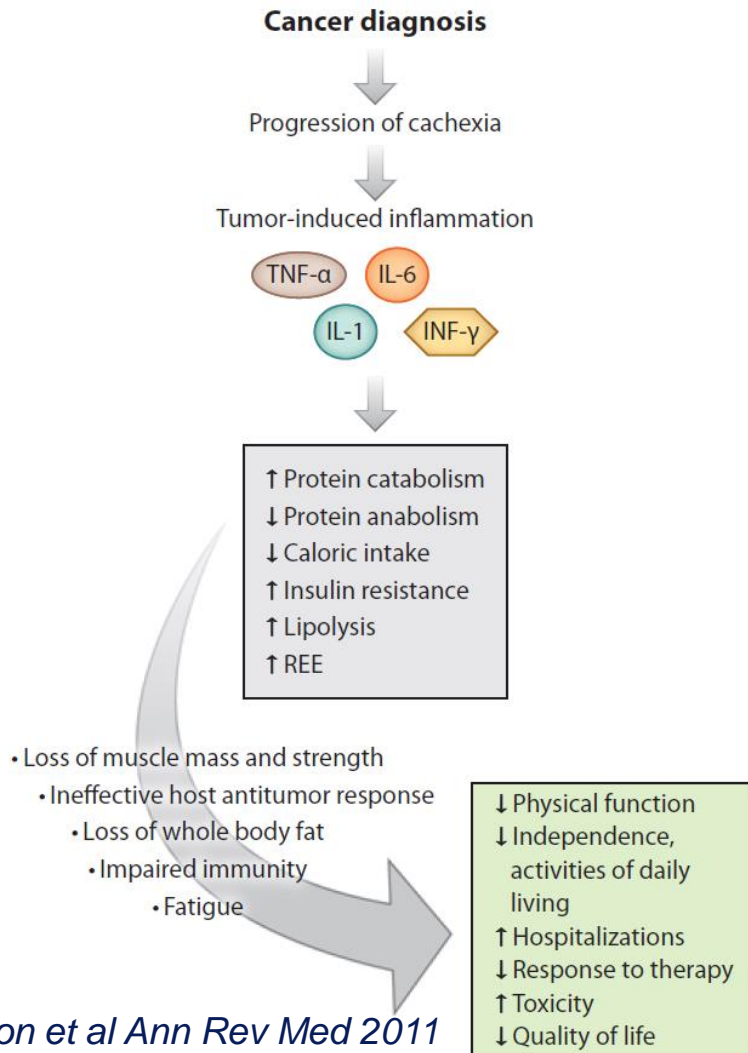 Cancer diagnosis
Progression of cachexia
Tumor-induced inflammation
TNF-α IL-6
IL-1 INF-γ
↑ Protein catabolism
↓ Protein anabolism
↓ Caloric intake
↑ Insulin resistance
↑ Lipolysis
↑ REE
• Loss of muscle mass and strength
• Ineffective host antitumor response
• Loss of whole body fat
• Impaired immunity
• Fatigue
↓ Physical function
↓ Independence,
activities of daily
living
↑ Hospitalizations
↓ Response to therapy
↑ Toxicity
↓ Quality of life
et al Ann Rev Med 2011